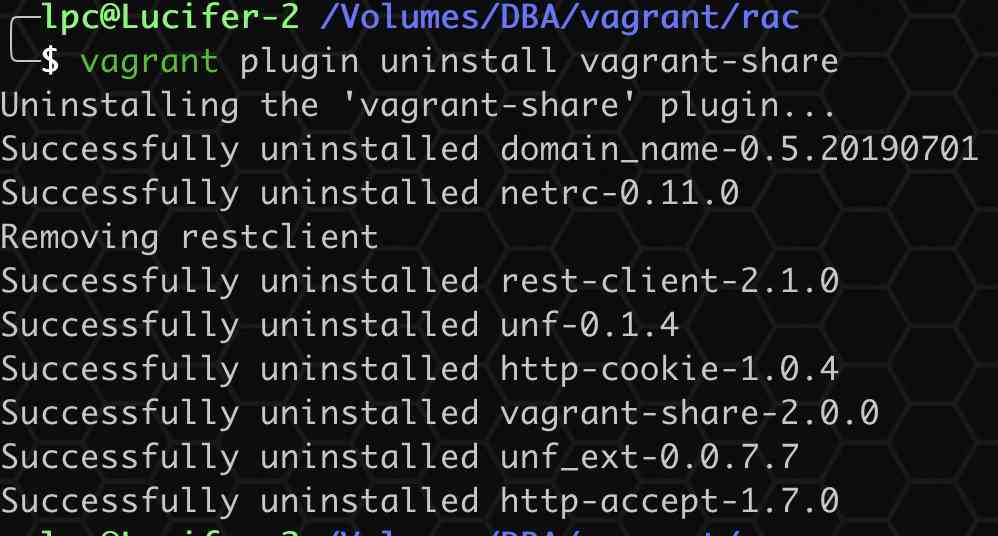 lpc@Lucifer-2 /Volumes/DBA/vagrant/rac
$ vagrant plugin uninstall vagrant-share
Uninstalling the 'vagrant-share' plugin...
Successfully uninstalled domain_name-0.5.20190701
Successfully uninstalled netrc-0.11.0
Removing restclient
Successfully uninstalled rest-client-2.1.0
Successfully uninstalled unf-0.1.4
Successfully uninstalled http-cookie-1.0.4
Successfully uninstalled vagrant-share-2.0.0
Successfully uninstalled unf_ext-0.0.7.7
Successfully uninstalled http-accept-1.7.0